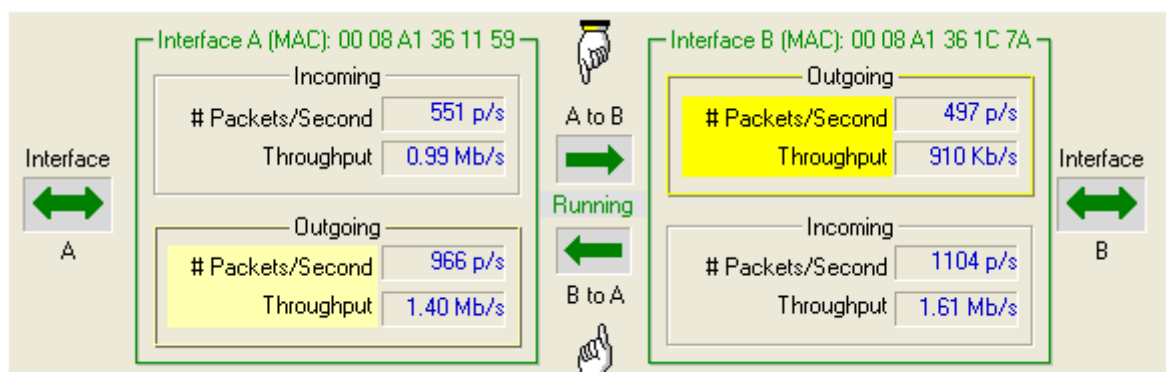 Interface A (MAC): 00 08 A1 36 11 59
Incoming
# Packets/Second 551 p/s
Throughput 0.99 Mb/s
Outgoing
# Packets/Second 966 p/s
Throughput 1.40 Mb/s
Interface
A
A to B
Running
B to A
Interface B (MAC): 00 08 A1 36 1C 7A
Outgoing
# Packets/Second 497 p/s
Throughput 910 Kb/s
Incoming
# Packets/Second 1104 p/s
Throughput 1.61 Mb/s
Interface
B